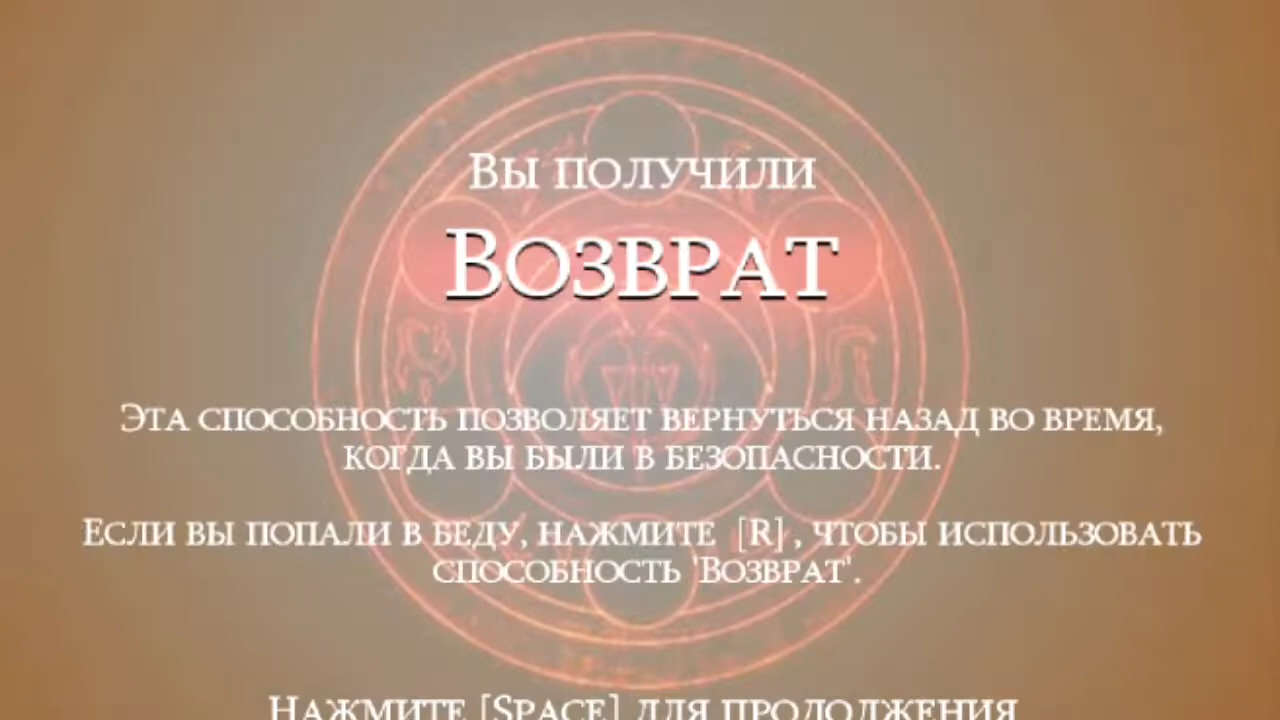 Вы получили
Возврат
Эта способность позволяет вернуться назад во время,
когда вы были в безопасности.
Если вы попали в беду, нажмите [R], чтобы использовать
способность 'Возврат'.
Нажмите [Space] для продолжения